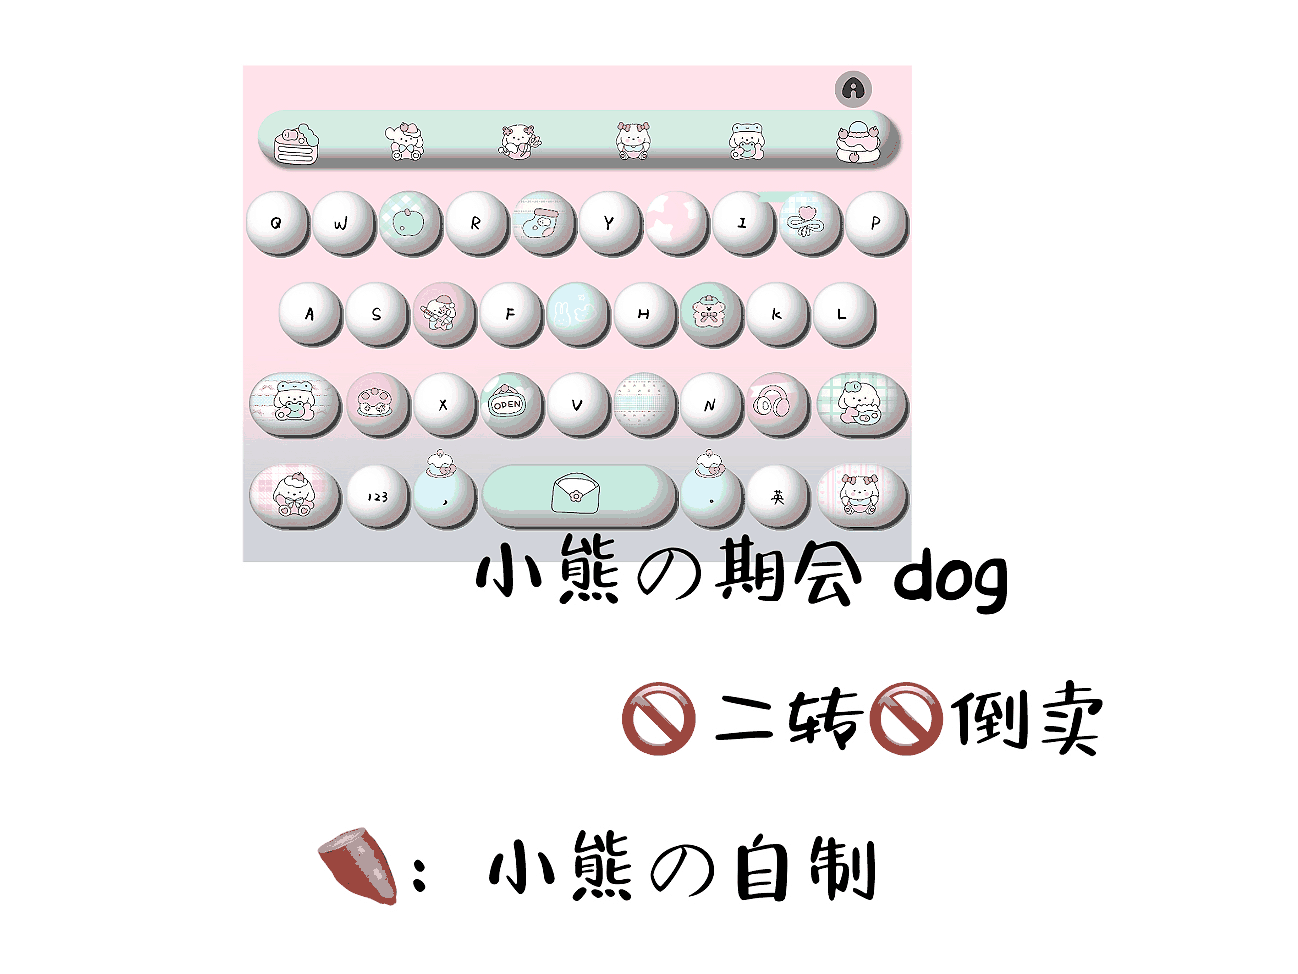 Q W R Y I P
A S F H K L
X OPEN V N
123 , 。 英
小熊の期会 dog
🚫二转🚫倒卖
🍠：小熊の自制